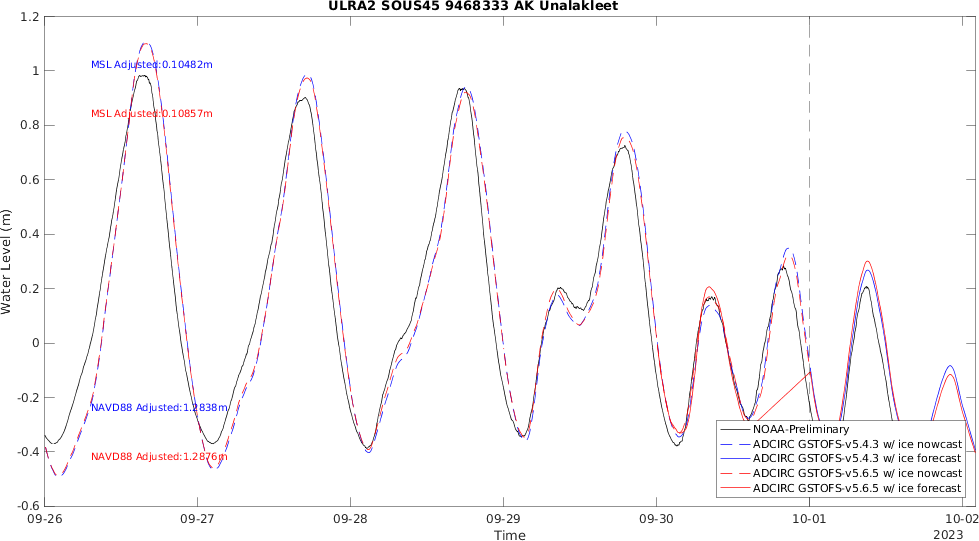 ULRA2 SOUS45 9468333 AK Unalakleet
1.2
1
0.8
0.6
0.4
0.2
0
-0.2
-0.4
-0.6
Water Level (m)
MSL Adjusted:0.10482m
MSL Adjusted:0.10857m
NAVD88 Adjusted:1.2838m
NAVD88 Adjusted:1.2876m
NOAA-Preliminary
ADCIRC GSTOFS-v5.4.3 w/ ice nowcast
ADCIRC GSTOFS-v5.4.3 w/ ice forecast
ADCIRC GSTOFS-v5.6.5 w/ ice nowcast
ADCIRC GSTOFS-v5.6.5 w/ ice forecast
09-26 09-27 09-28 09-29 09-30 10-01 10-02
Time
2023